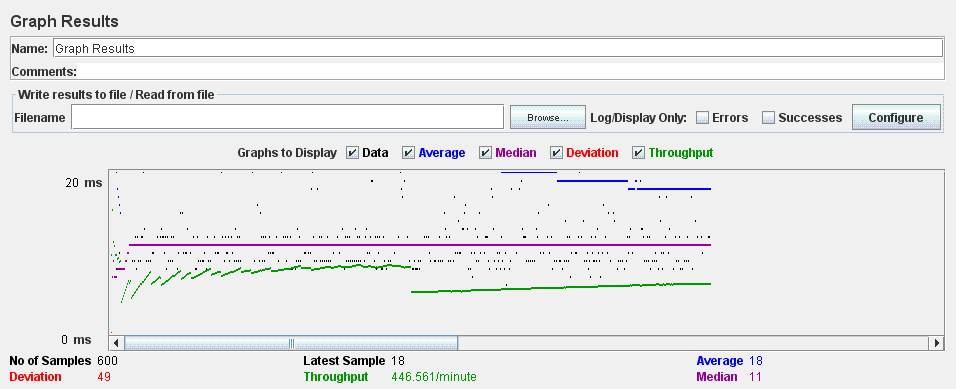 Graph Results
Name: Graph Results
Comments:
Write results to file / Read from file
Filename Browse... Log/Display Only: Errors Successes Configure
Graphs to Display Data Average Median Deviation Throughput
20 ms
0 ms
No of Samples 600 Latest Sample 18 Average 18
Deviation 49 Throughput 446.561/minute Median 11